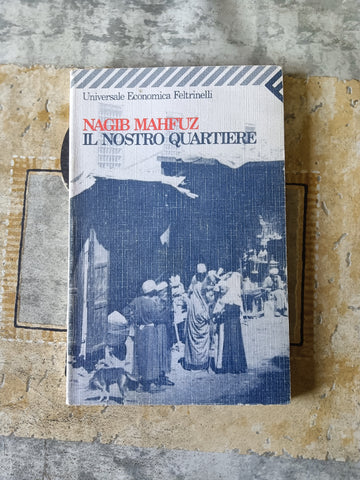 Universale Economica Feltrinelli
NAGIB MAHFUZ
IL NOSTRO QUARTIERE